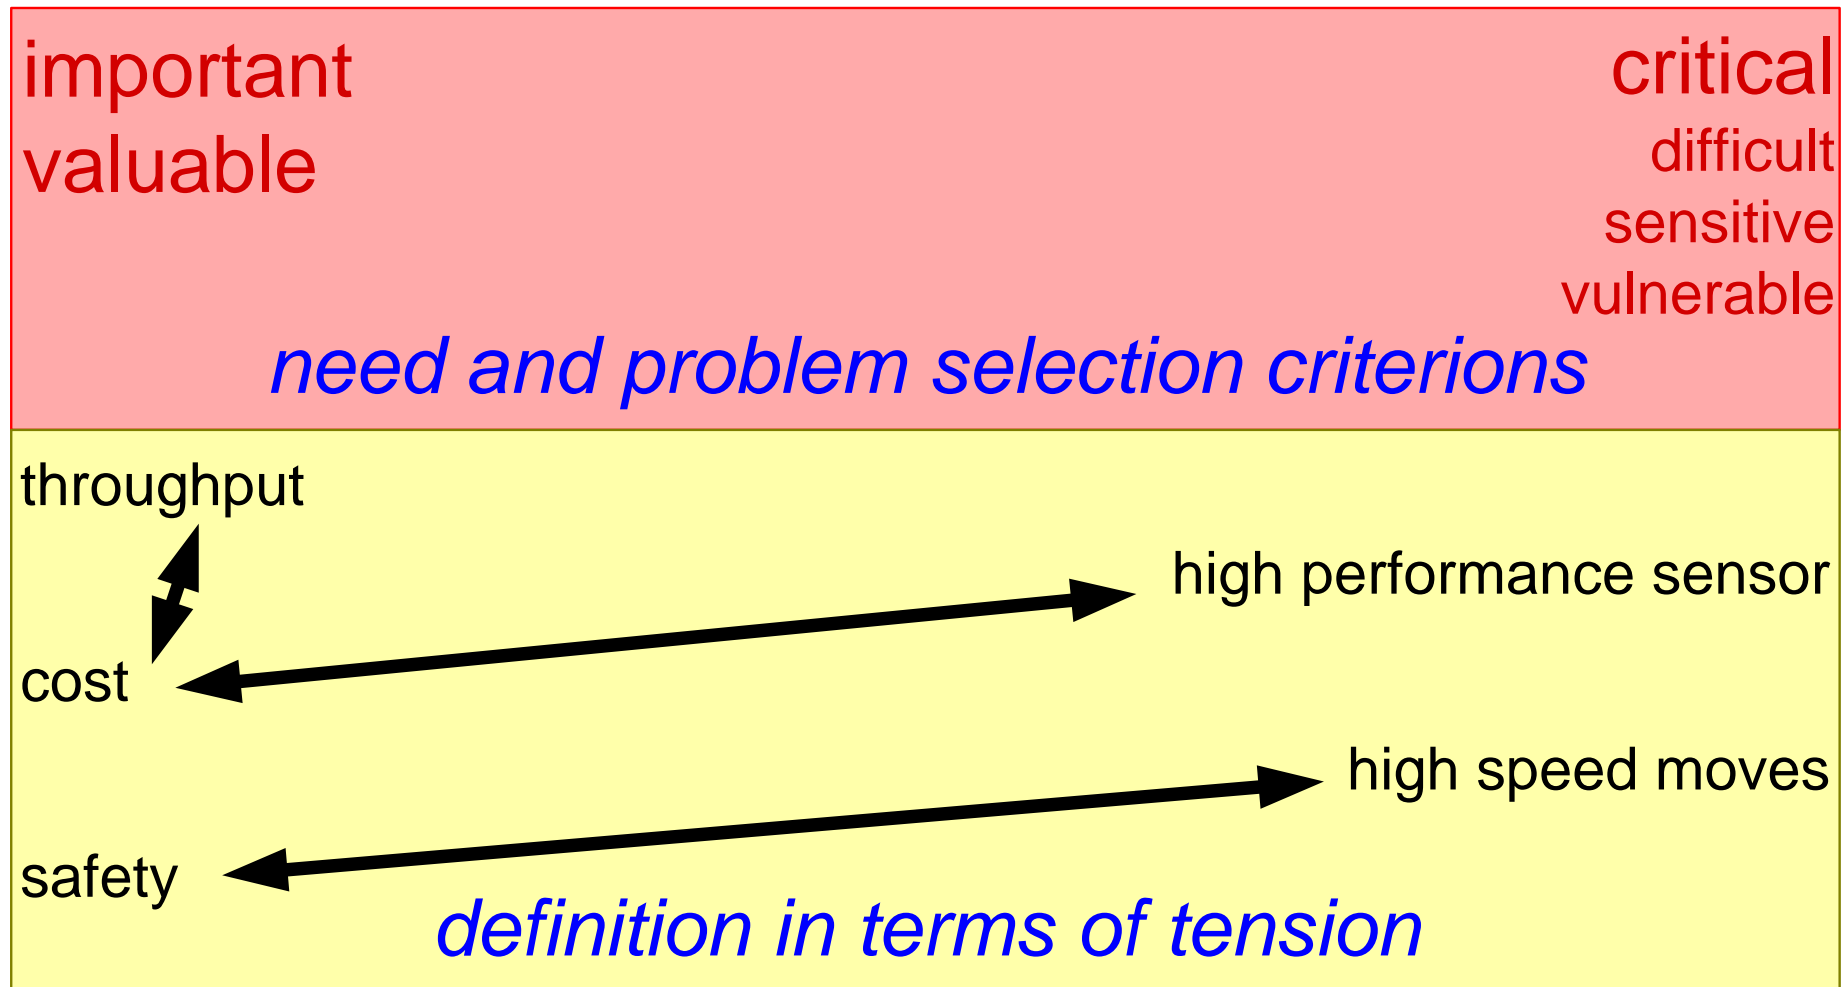 important
valuable
critical
difficult
sensitive
vulnerable
need and problem selection criterions
throughput
high performance sensor
cost
high speed moves
safety
definition in terms of tension